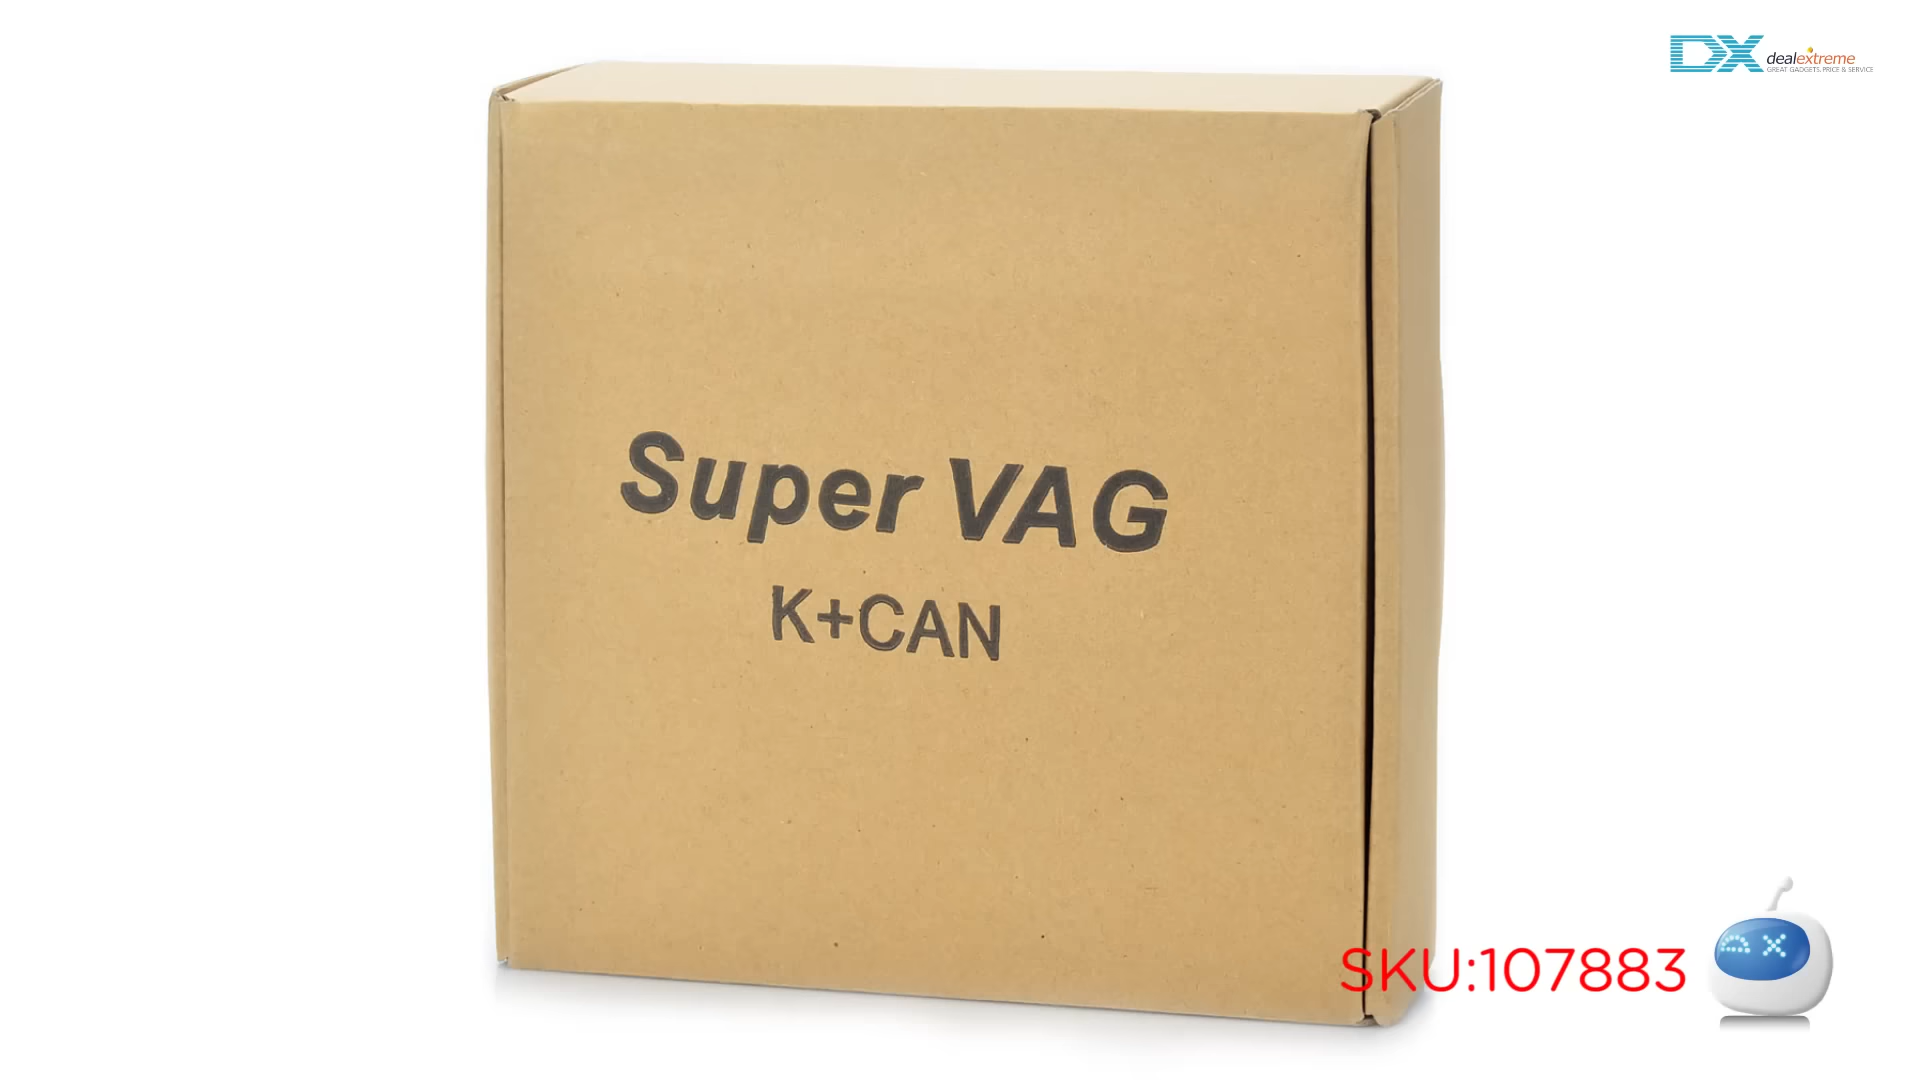 DX dealextreme
GREAT GADGETS, PRICE & SERVICE
Super VAG
K+CAN
SKU:107883